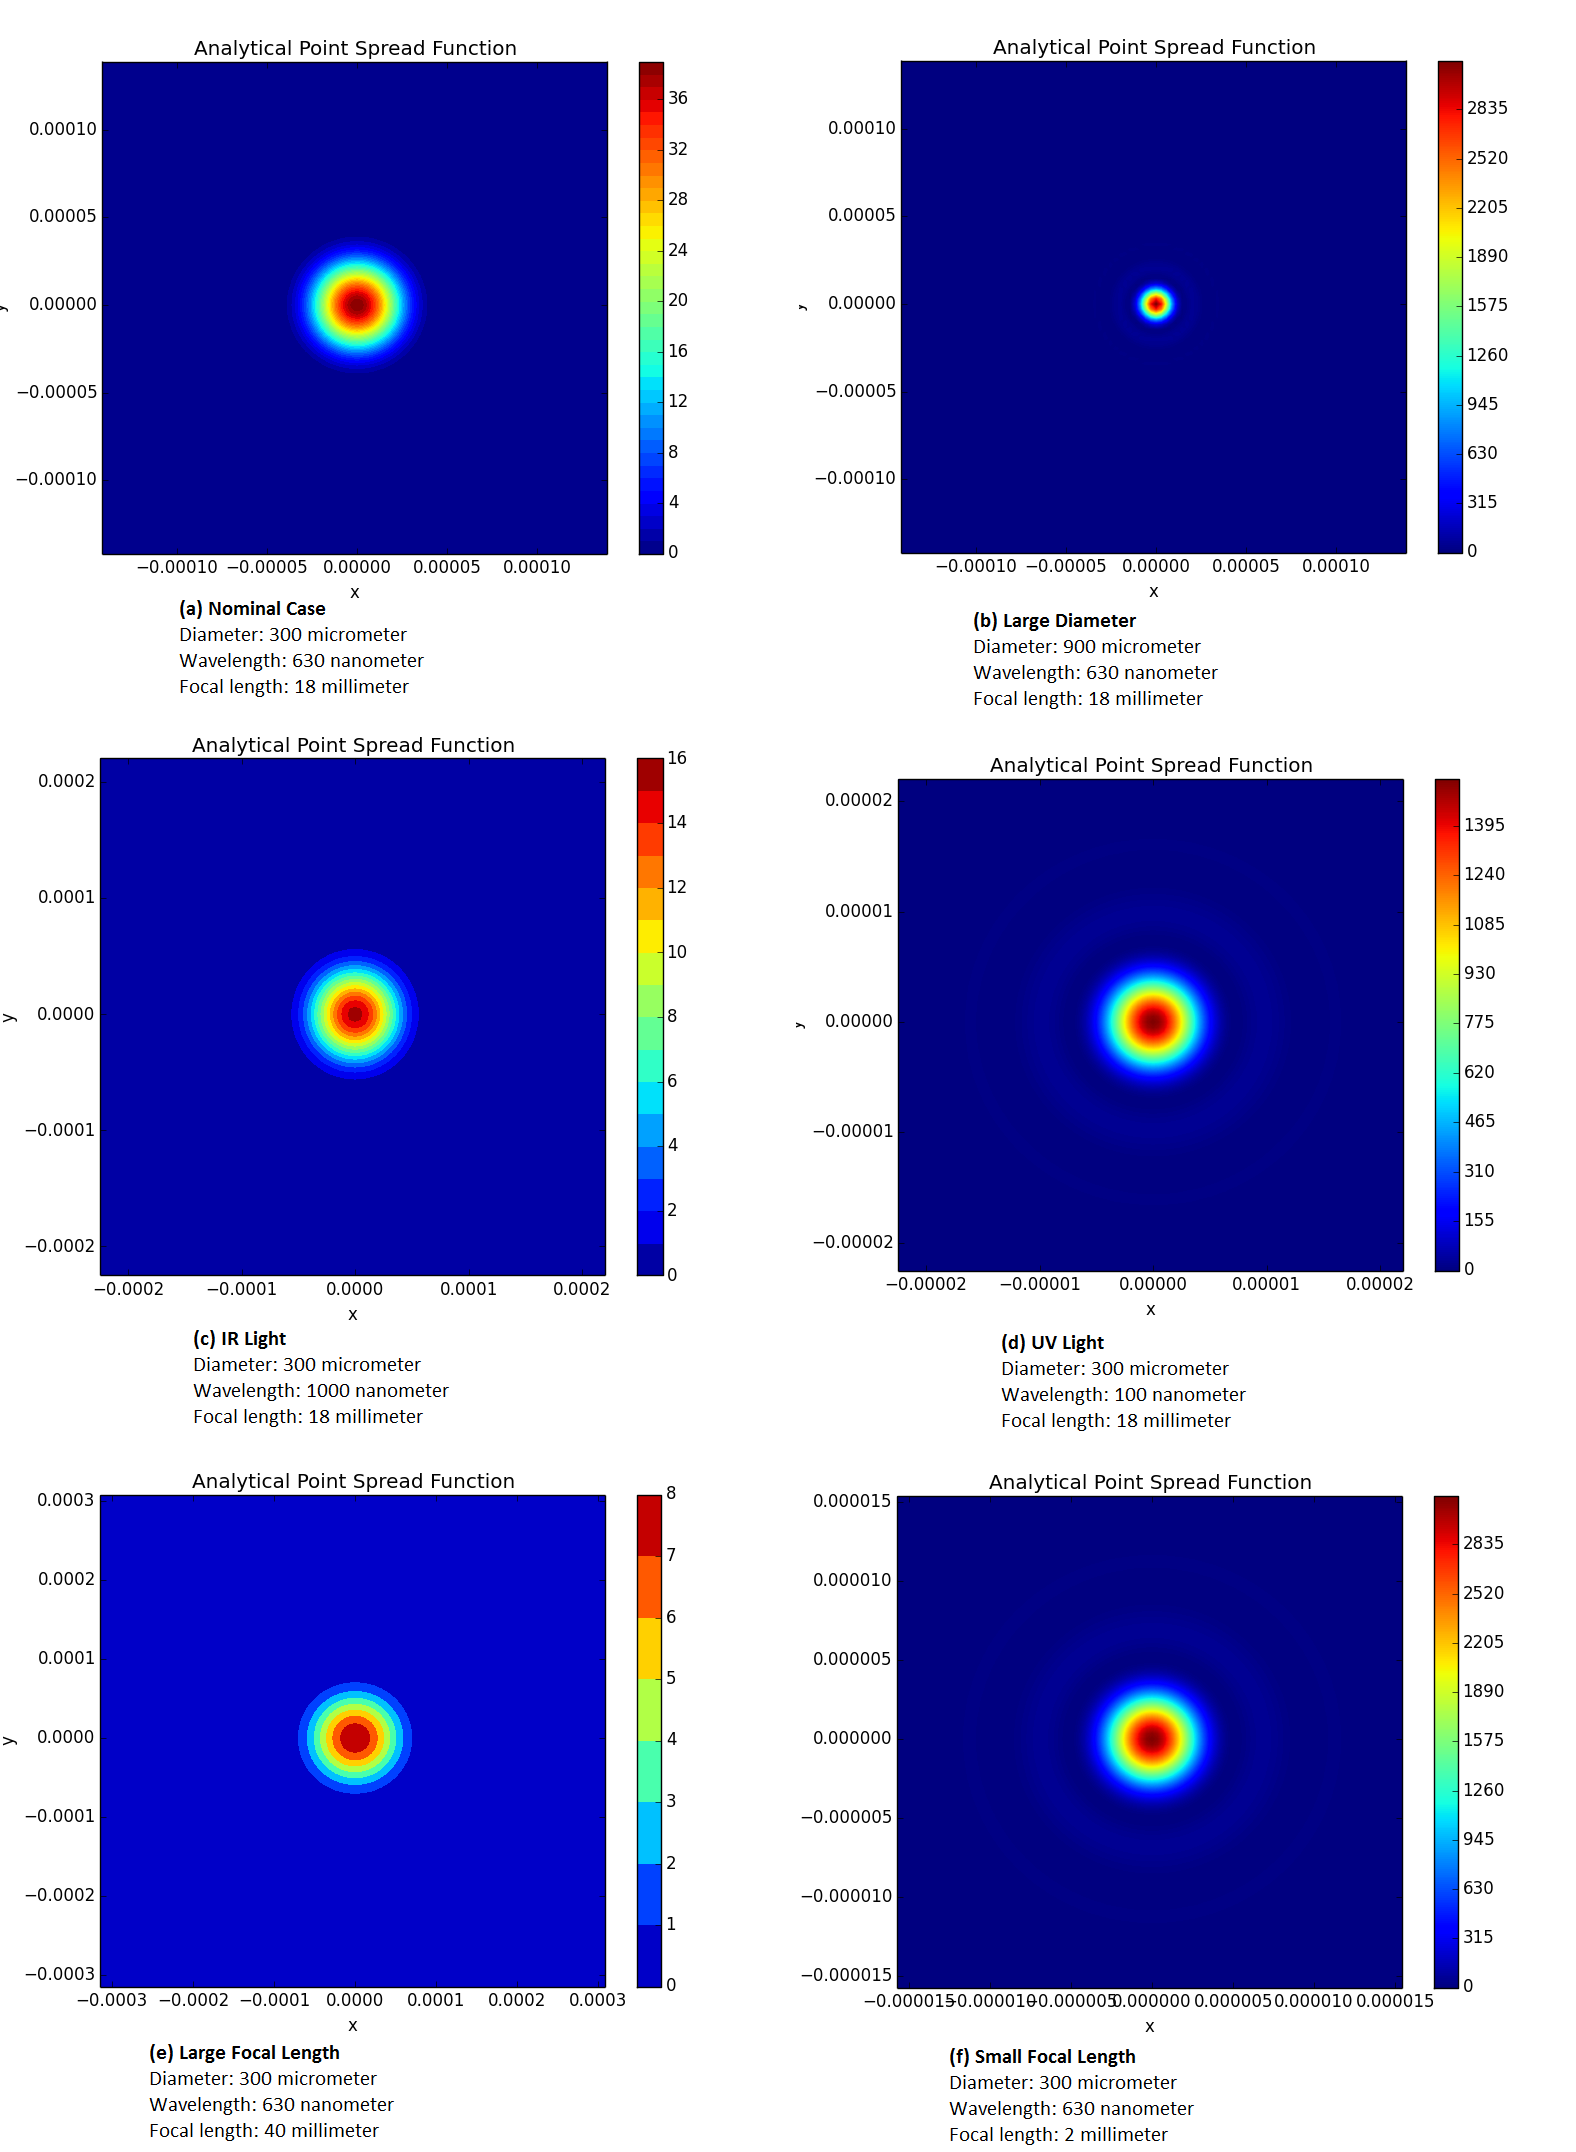 Analytical Point Spread Function
0.00010
0.00005
0.00000
−0.00005
−0.00010
y
−0.00010 −0.00005 0.00000 0.00005 0.00010
x
36
32
28
24
20
16
12
8
4
0
(a) Nominal Case
Diameter: 300 micrometer
Wavelength: 630 nanometer
Focal length: 18 millimeter
Analytical Point Spread Function
0.00010
0.00005
0.00000
−0.00005
−0.00010
y
−0.00010 −0.00005 0.00000 0.00005 0.00010
x
2835
2520
2205
1890
1575
1260
945
630
315
0
(b) Large Diameter
Diameter: 900 micrometer
Wavelength: 630 nanometer
Focal length: 18 millimeter
Analytical Point Spread Function
0.0002
0.0001
0.0000
−0.0001
−0.0002
y
−0.0002 −0.0001 0.0000 0.0001 0.0002
x
16
14
12
10
8
6
4
2
0
(c) IR Light
Diameter: 300 micrometer
Wavelength: 1000 nanometer
Focal length: 18 millimeter
Analytical Point Spread Function
0.00002
0.00001
0.00000
−0.00001
−0.00002
y
−0.00002 −0.00001 0.00000 0.00001 0.00002
x
1395
1240
1085
930
775
620
465
310
155
0
(d) UV Light
Diameter: 300 micrometer
Wavelength: 100 nanometer
Focal length: 18 millimeter
Analytical Point Spread Function
0.0003
0.0002
0.0001
0.0000
−0.0001
−0.0002
−0.0003
y
−0.0003 −0.0002 −0.0001 0.0000 0.0001 0.0002 0.0003
x
8
7
6
5
4
3
2
1
0
(e) Large Focal Length
Diameter: 300 micrometer
Wavelength: 630 nanometer
Focal length: 40 millimeter
Analytical Point Spread Function
0.000015
0.000010
0.000005
0.000000
−0.000005
−0.000010
−0.000015
y
−0.000015 −0.000010 −0.000005 0.000000 0.000005 0.000010 0.000015
x
2835
2520
2205
1890
1575
1260
945
630
315
0
(f) Small Focal Length
Diameter: 300 micrometer
Wavelength: 630 nanometer
Focal length: 2 millimeter